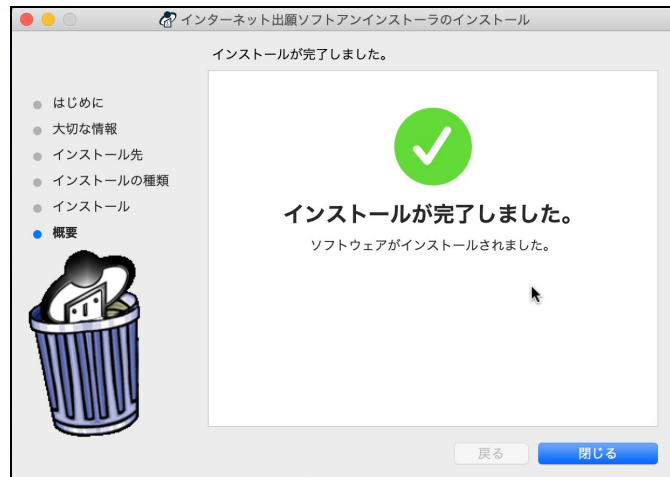 インターネット出願ソフトアンインストーラのインストール
インストールが完了しました。
はじめに
大切な情報
インストール先
インストールの種類
インストール
概要
インストールが完了しました。
ソフトウェアがインストールされました。
戻る
閉じる